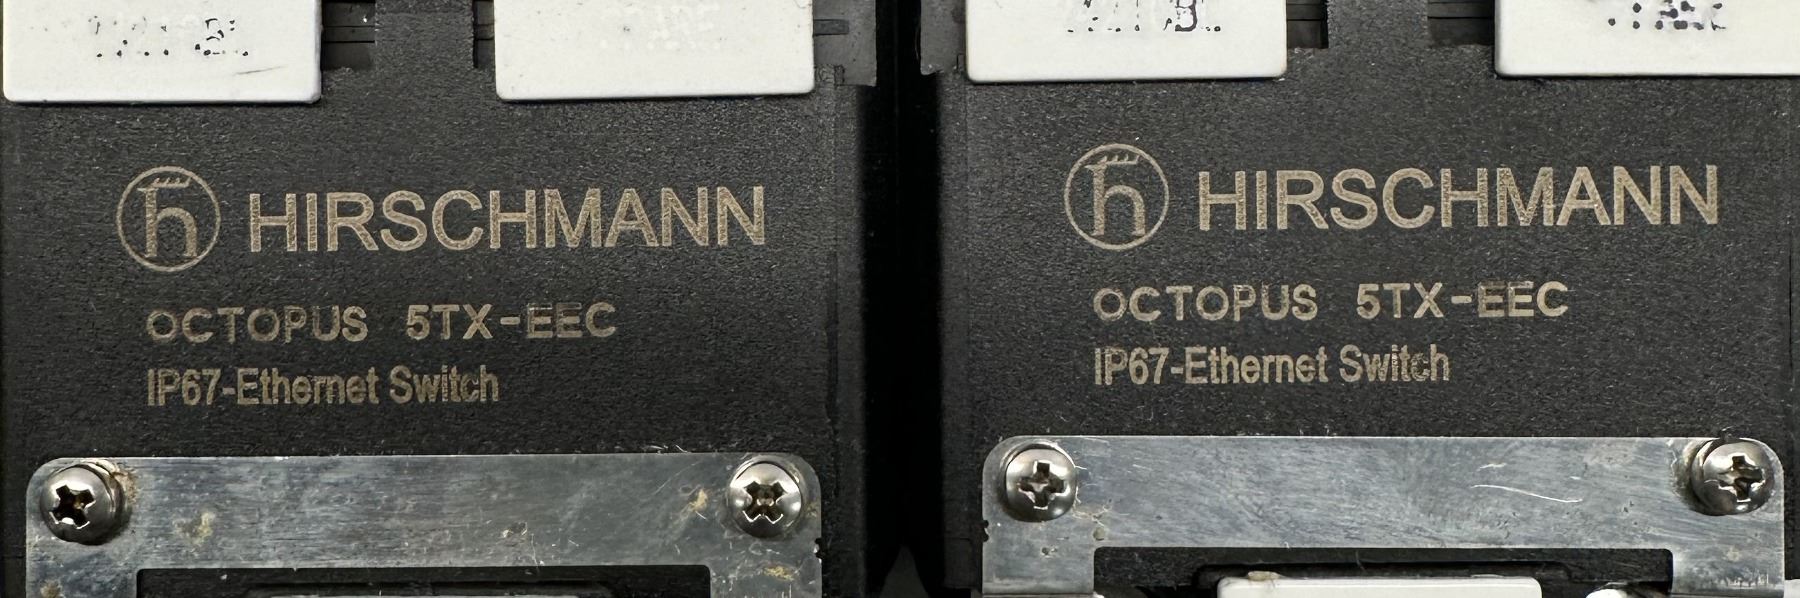 HIRSCHMANN
OCTOPUS 5TX-EEC
IP67-Ethernet Switch
HIRSCHMANN
OCTOPUS 5TX-EEC
IP67-Ethernet Switch